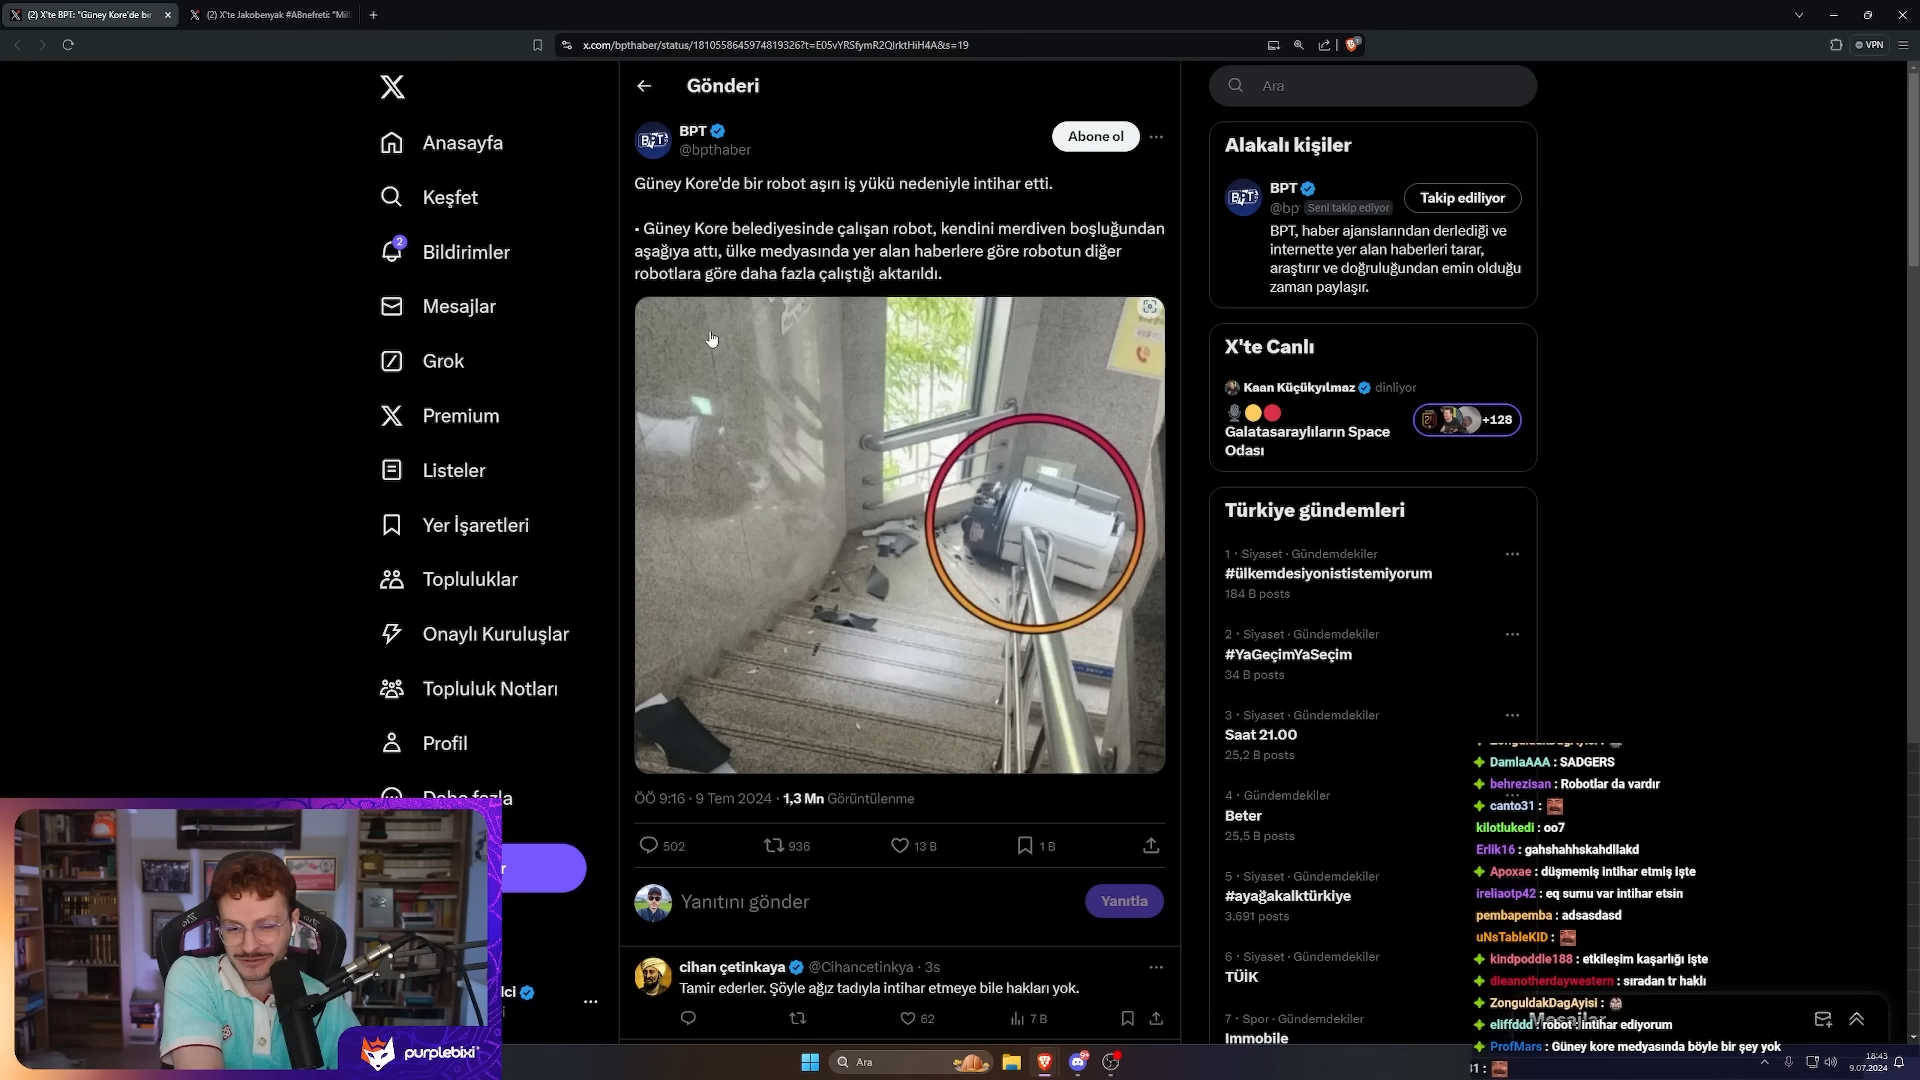 (2) X'te BPT: "Güney Kore'de bir
(2) X'te Jakobenyak #ABnefreti: "Mill
x.com/bpthaber/status/1810558645974819326?t=E05vYRSfymR2QlrktHiH4A&s=19
VPN
Anasayfa
Keşfet
2
Bildirimler
Mesajlar
Grok
Premium
Listeler
Yer İşaretleri
Topluluklar
Onaylı Kuruluşlar
Topluluk Notları
Profil
Daha fazla
Gönderi
BPT
@bpthaber
Abone ol
Güney Kore'de bir robot aşırı iş yükü nedeniyle intihar etti.
• Güney Kore belediyesinde çalışan robot, kendini merdiven boşluğundan
aşağıya attı, ülke medyasında yer alan haberlere göre robotun diğer
robotlara göre daha fazla çalıştığı aktarıldı.
ÖÖ 9:16 · 9 Tem 2024 · 1,3 Mn Görüntülenme
502
936
13 B
1 B
Yanıtını gönder
Yanıtla
cihan çetinkaya @Cihancetinkya · 3s
Tamir ederler. Şöyle ağız tadıyla intihar etmeye bile hakları yok.
62
7 B
Ara
Alakalı kişiler
BPT
@bp
Seni takip ediyor
Takip ediliyor
BPT, haber ajanslarından derlediği ve
internette yer alan haberleri tarar,
araştırır ve doğruluğundan emin olduğu
zaman paylaşır.
X'te Canlı
Kaan Küçükyılmaz dinliyor
Galatasaraylıların Space
Odası
+128
Türkiye gündemleri
1 · Siyaset · Gündemdekiler
#ülkemdesiyonististemiyorum
184 B posts
2 · Siyaset · Gündemdekiler
#YaGeçimYaSeçim
34 B posts
3 · Siyaset · Gündemdekiler
Saat 21.00
25,2 B posts
4 · Gündemdekiler
Beter
25,5 B posts
5 · Siyaset · Gündemdekiler
#ayağakalktürkiye
3.691 posts
6 · Siyaset · Gündemdekiler
TÜİK
7 · Spor · Gündemdekiler
Immobile
Mesajlar
DamlaAAA : SADGERS
behrezisan : Robotlar da vardır
canto31 :
kilotlukedi : oo7
Erlik16 : gahshahhskahdllakd
Apoxae : düşmemiş intihar etmiş işte
ireliaotp42 : eq sumu var intihar etsin
pembapemba : adsasdasd
uNsTableKID :
kindpoddle188 : etkileşim kaşarlığı işte
dieanotherdaywestern : sıradan tr haklı
ZonguldakDagAyisi :
eliffddd : robot : intihar ediyorum
ProfMars : Güney kore medyasında böyle bir şey yok
purplebixi
lci
Ara
18:43
9.07.2024